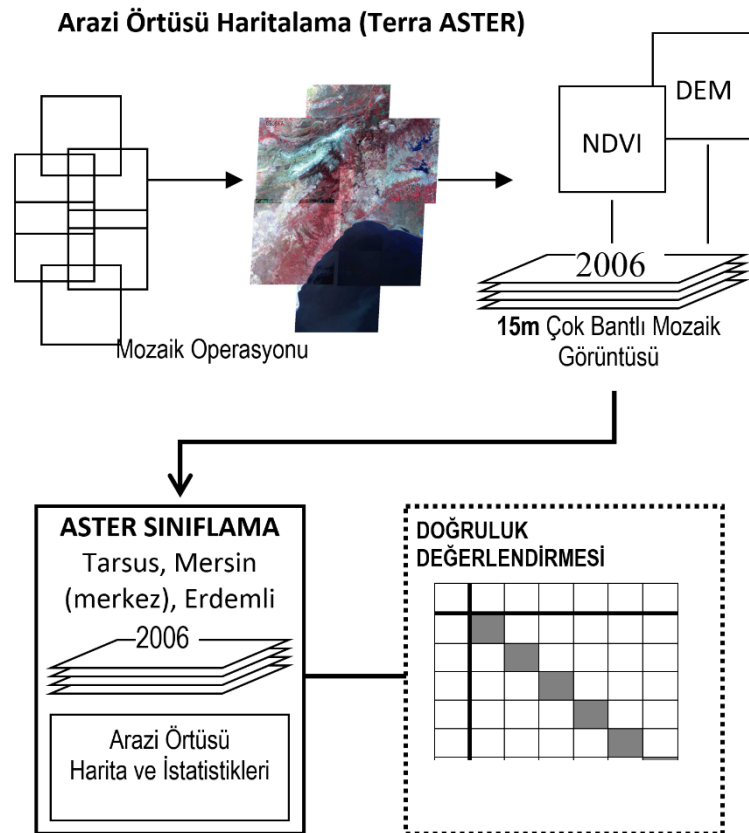 Arazi Örtüsü Haritalama (Terra ASTER)
DEM
NDVI
2006
Mozaik Operasyonu
15m Çok Bantlı Mozaik
Görüntüsü
ASTER SINIFLAMA
Tarsus, Mersin
(merkez), Erdemli
2006
Arazi Örtüsü
Harita ve İstatistikleri
DOĞRULUK
DEĞERLENDİRMESİ